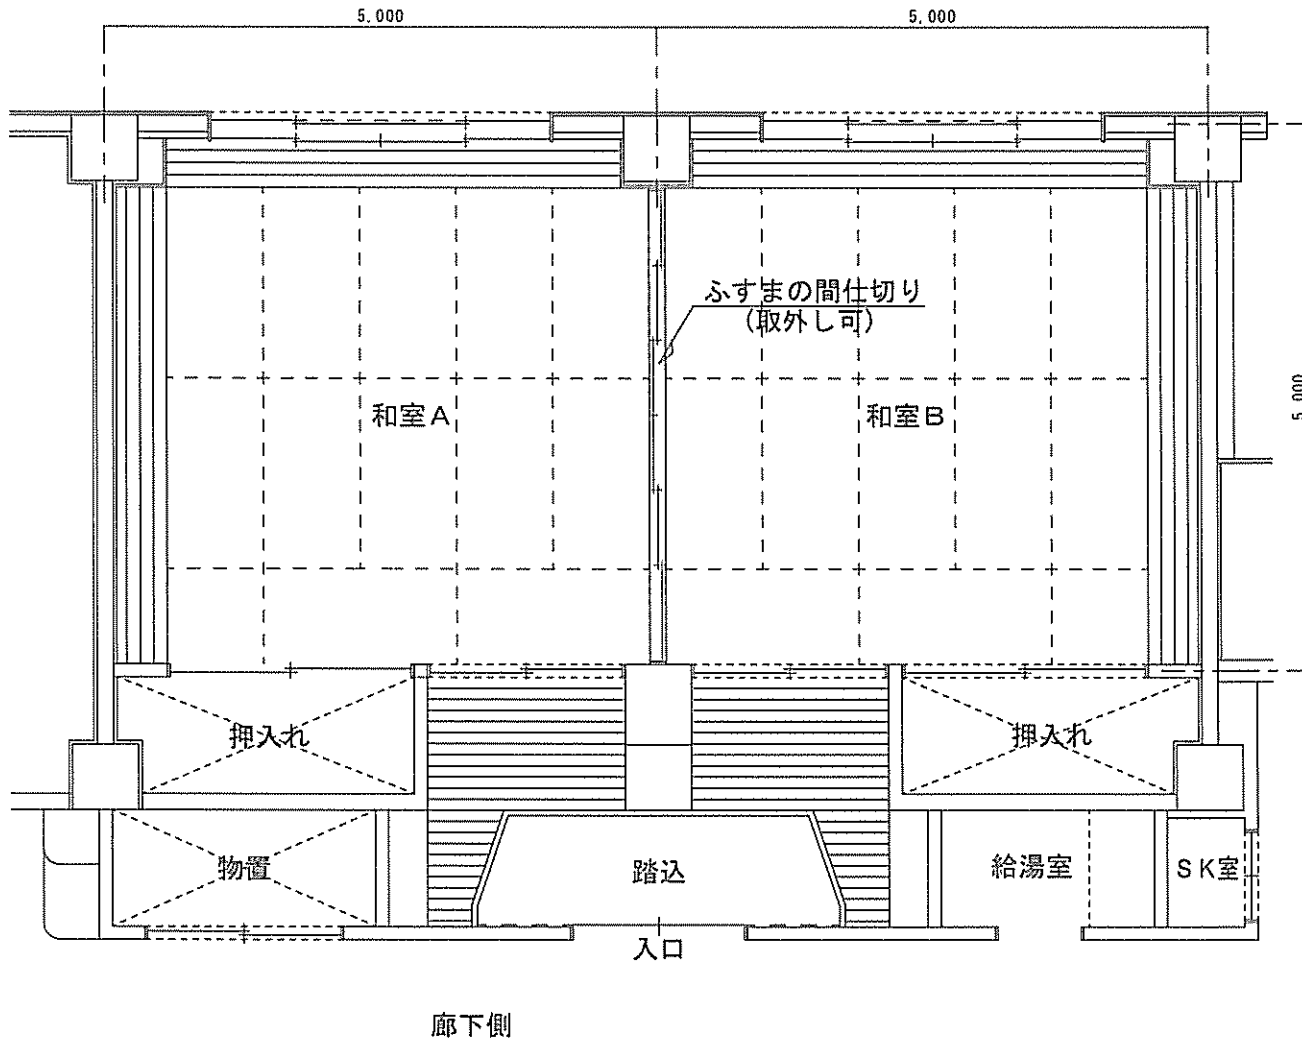 5,000
5,000
ふすまの間仕切り
(取外し可)
5,000
和室A
和室B
押入れ
押入れ
物置
踏込
給湯室
SK室
入口
廊下側